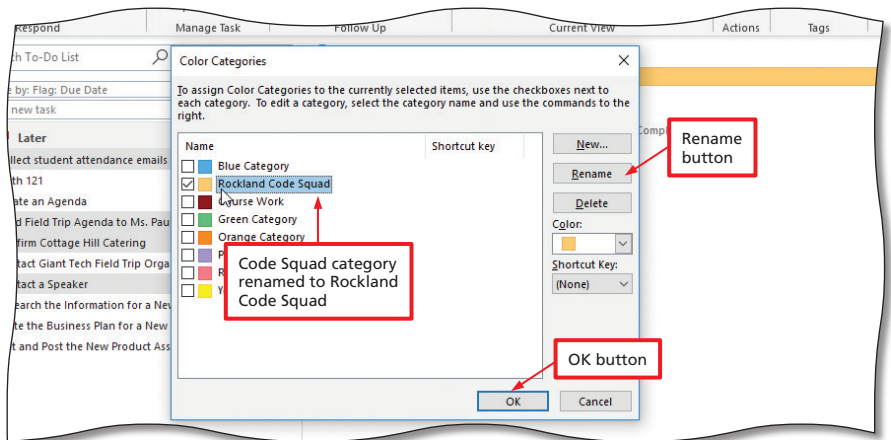 Respond Manage Task Follow Up Current View Actions Tags
ch To-Do List
by: Flag: Due Date
new task
Later
llect student attendance emails
th 121
ate an Agenda
d Field Trip Agenda to Ms. Pau
firm Cottage Hill Catering
tact Giant Tech Field Trip Orga
tact a Speaker
earch the Information for a New
te the Business Plan for a New
t and Post the New Product Ass
Color Categories
To assign Color Categories to the currently selected items, use the checkboxes next to
each category. To edit a category, select the category name and use the commands to the
right.
Name Shortcut key
Blue Category
Rockland Code Squad
Course Work
Green Category
Orange Category
P
R
Y
New...
Rename
Delete
Color:
Shortcut Key:
(None)
OK Cancel
Compl
Rename
button
Code Squad category
renamed to Rockland
Code Squad
OK button